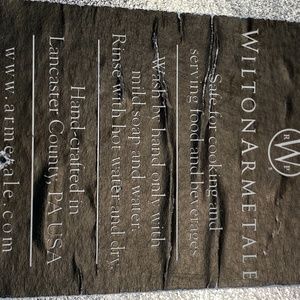 RWP
WILTON ARMETALE
Safe for cooking and
serving food and beverages
Wash by hand only with
mild soap and water.
Rinse with hot water and dry.
Hand-crafted in
Lancaster County, PA USA
www.armetale.com